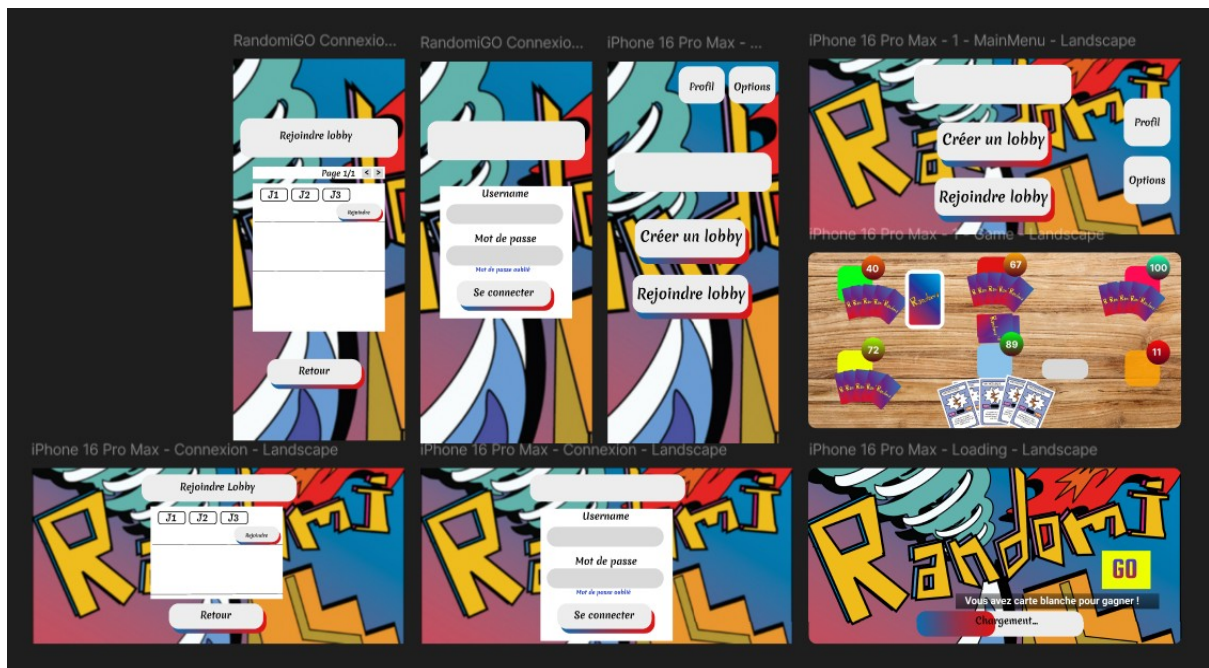 RandomiGO Connexio...
Rejoindre lobby
Page 1/1 < >
J1 J2 J3
Rejoindre
Retour
RandomiGO Connexio...
Username
Mot de passe
Mot de passe oublié
Se connecter
iPhone 16 Pro Max - ...
Profil Options
Créer un lobby
Rejoindre lobby
iPhone 16 Pro Max - 1 - MainMenu - Landscape
Randomi
Créer un lobby
Rejoindre lobby
Profil
Options
iPhone 16 Pro Max - 1 - Game - Landscape
40
67
100
72
89
11
Randomi
iPhone 16 Pro Max - Connexion - Landscape
Rejoindre Lobby
J1 J2 J3
Rejoindre
Retour
iPhone 16 Pro Max - Connexion - Landscape
Username
Mot de passe
Mot de passe oublié
Se connecter
iPhone 16 Pro Max - Loading - Landscape
Randomi
GO
Vous avez carte blanche pour gagner !
Chargement...